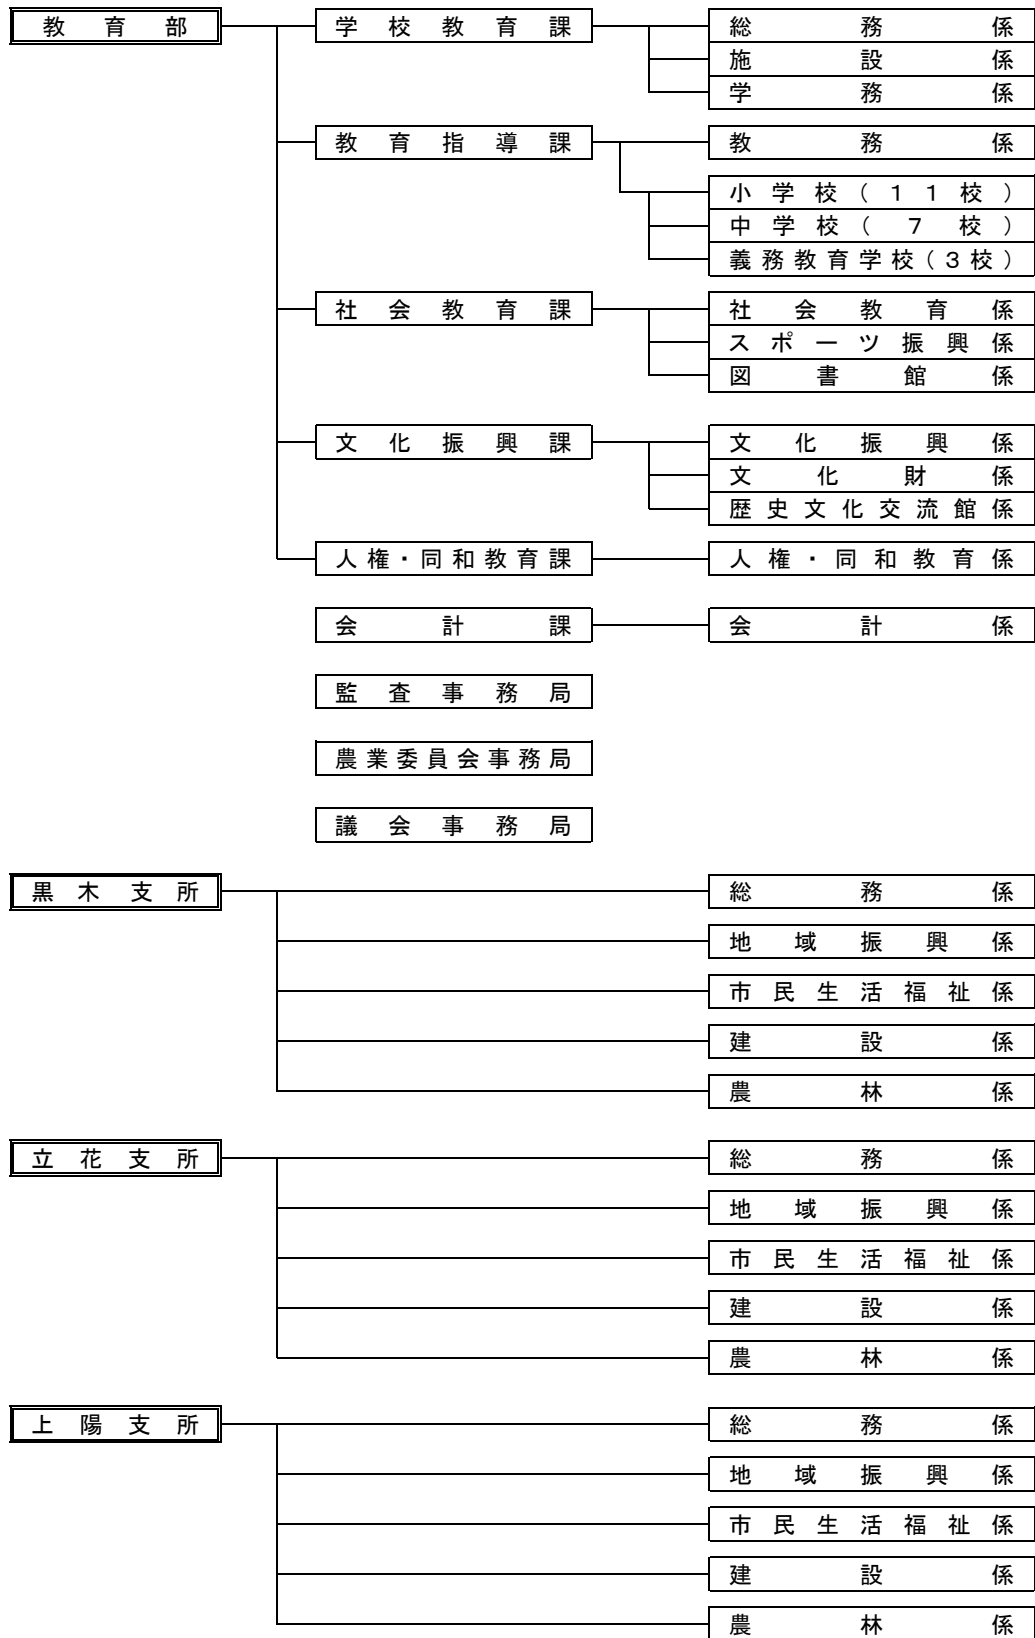 教育部 学校教育課 総務係
施設係
学務係
教育指導課 教務係
小学校(11校)
中学校(7校)
義務教育学校(3校)
社会教育課 社会教育係
スポーツ振興係
図書館係
文化振興課 文化振興係
文化財係
歴史文化交流館係
人権・同和教育課 人権・同和教育係
会計課 会計係
監査事務局
農業委員会事務局
議会事務局
黒木支所 総務係
地域振興係
市民生活福祉係
建設係
農林係
立花支所 総務係
地域振興係
市民生活福祉係
建設係
農林係
上陽支所 総務係
地域振興係
市民生活福祉係
建設係
農林係